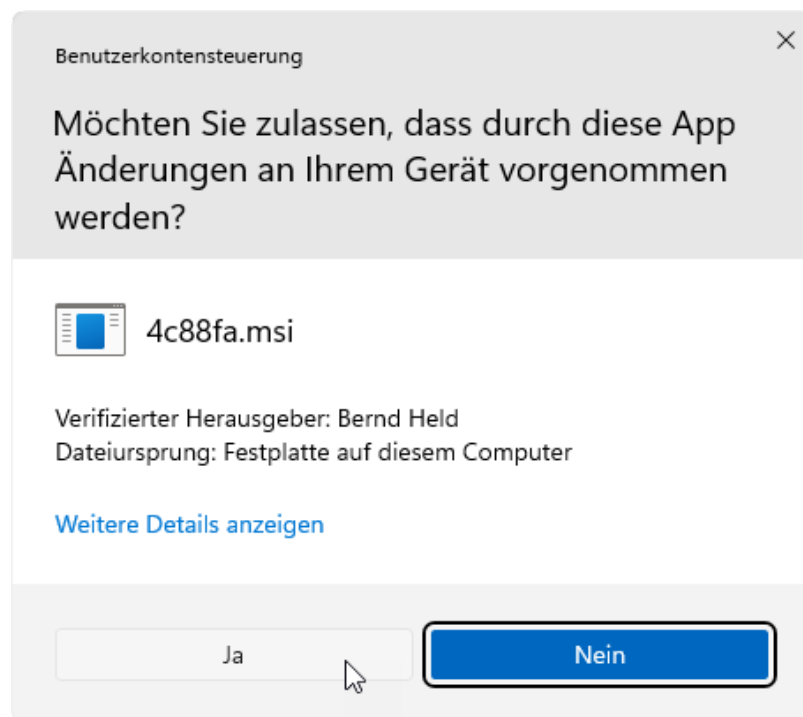 Benutzerkontensteuerung
Möchten Sie zulassen, dass durch diese App
Änderungen an Ihrem Gerät vorgenommen
werden?
4c88fa.msi
Verifizierter Herausgeber: Bernd Held
Dateiursprung: Festplatte auf diesem Computer
Weitere Details anzeigen
Ja
Nein